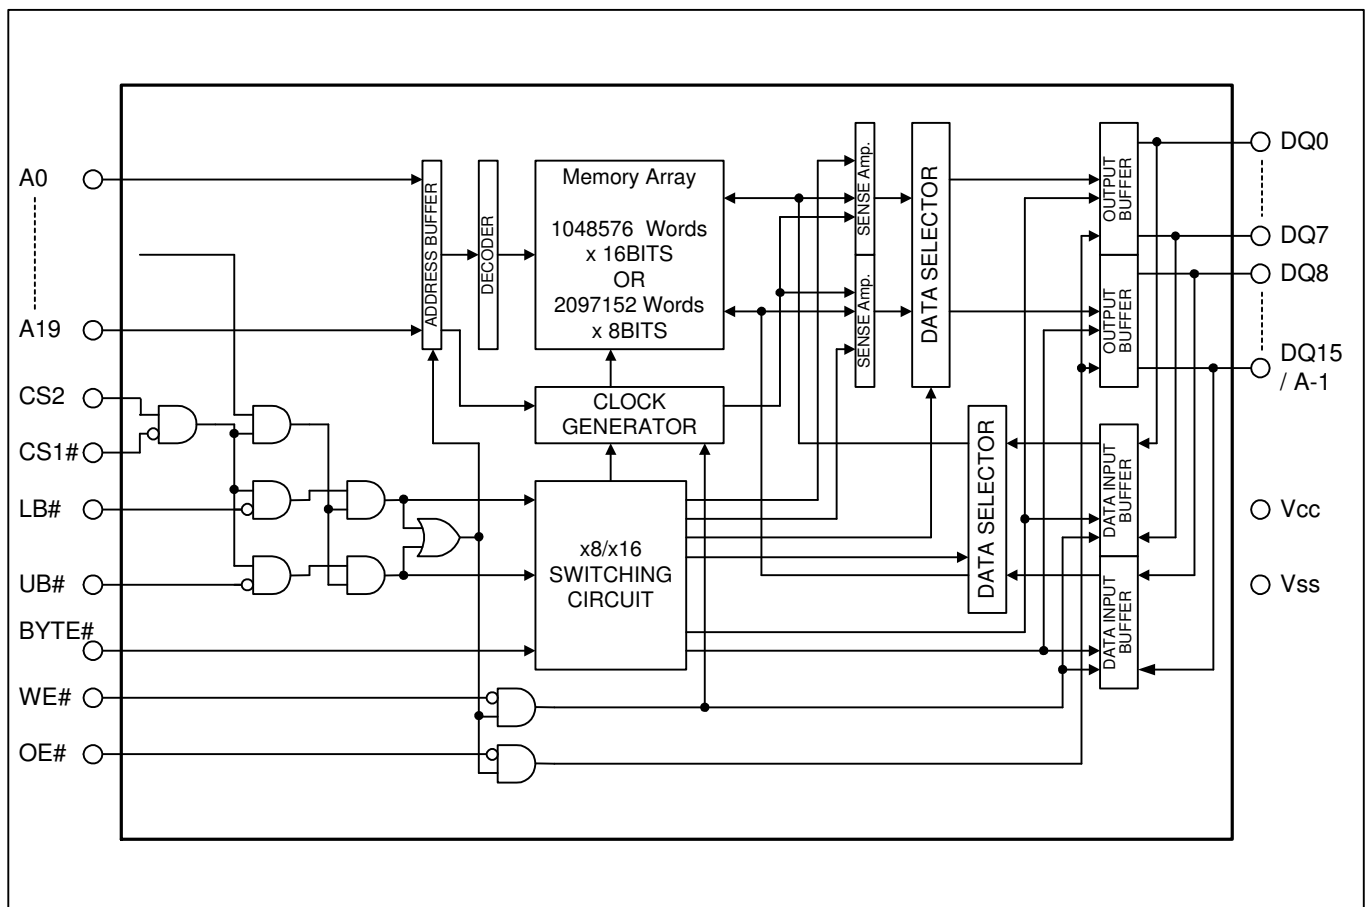 A0
A19
CS2
CS1#
LB#
UB#
BYTE#
WE#
OE#
ADDRESS BUFFER
DECODER
Memory Array
1048576 Words
x 16BITS
OR
2097152 Words
x 8BITS
CLOCK
GENERATOR
x8/x16
SWITCHING
CIRCUIT
SENSE Amp.
SENSE Amp.
DATA SELECTOR
DATA SELECTOR
OUTPUT
BUFFER
OUTPUT
BUFFER
DATA INPUT
BUFFER
DATA INPUT
BUFFER
DQ0
DQ7
DQ8
DQ15
/ A-1
Vcc
Vss